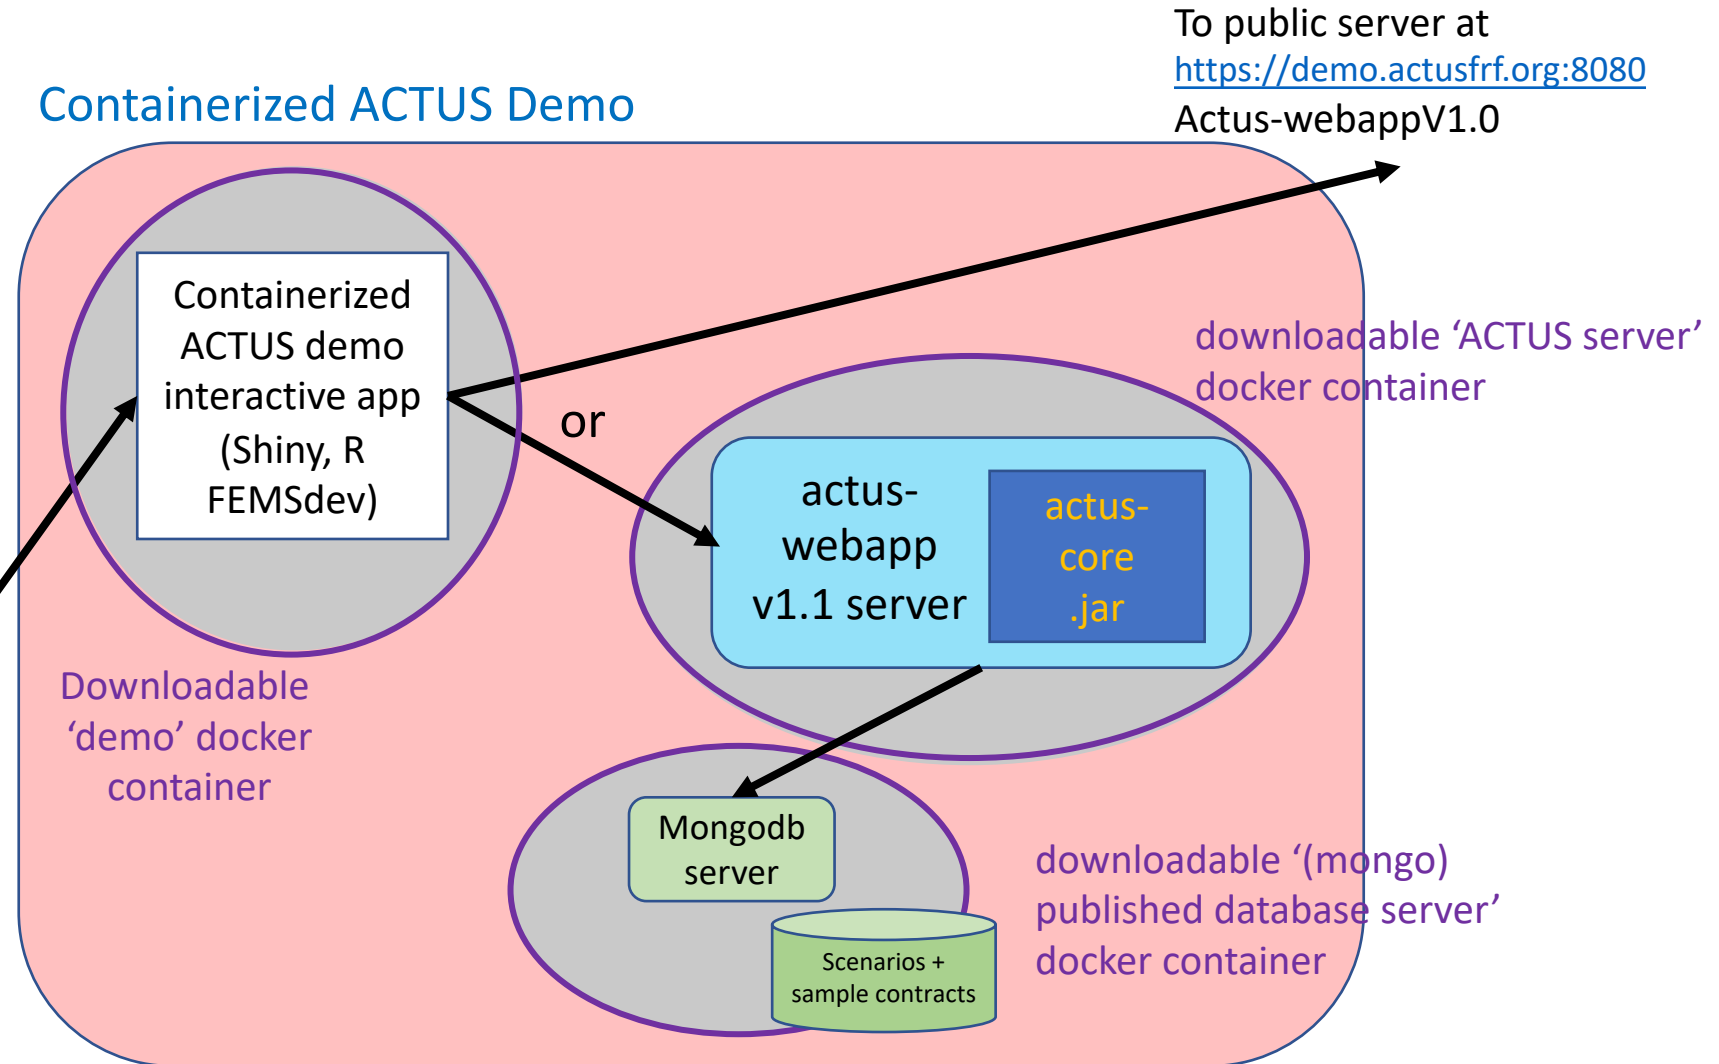 To public server at
https://demo.actusfrf.org:8080
Actus-webappV1.0
Containerized ACTUS Demo
Containerized
ACTUS demo
interactive app
(Shiny, R
FEMSdev)
or
downloadable ‘ACTUS server’
docker container
actus-
webapp
v1.1 server
actus-
core
.jar
Downloadable
‘demo’ docker
container
Mongodb
server
Scenarios +
sample contracts
downloadable ‘(mongo)
published database server’
docker container